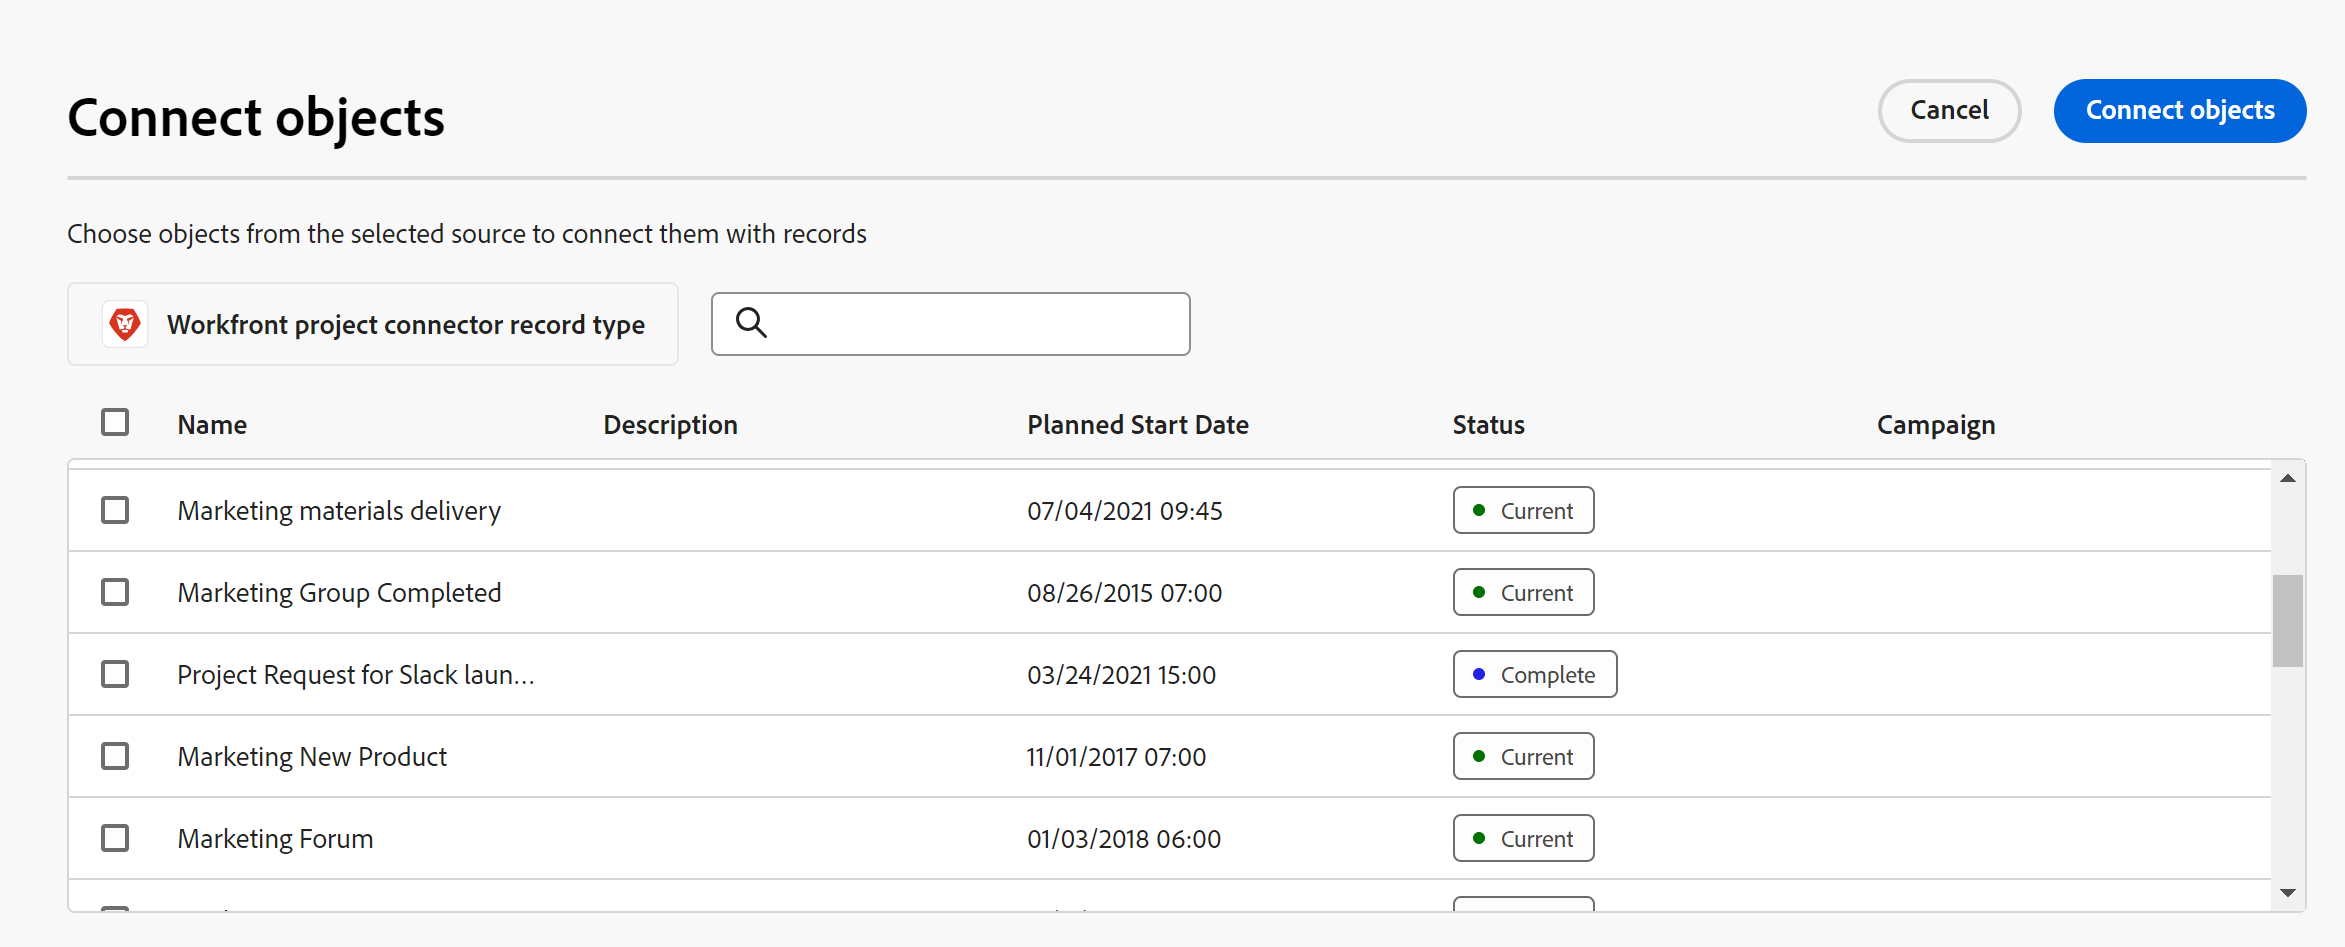 Connect objects
Cancel
Connect objects
Choose objects from the selected source to connect them with records
Workfront project connector record type
Name Description Planned Start Date Status Campaign
Marketing materials delivery 07/04/2021 09:45 Current
Marketing Group Completed 08/26/2015 07:00 Current
Project Request for Slack laun... 03/24/2021 15:00 Complete
Marketing New Product 11/01/2017 07:00 Current
Marketing Forum 01/03/2018 06:00 Current